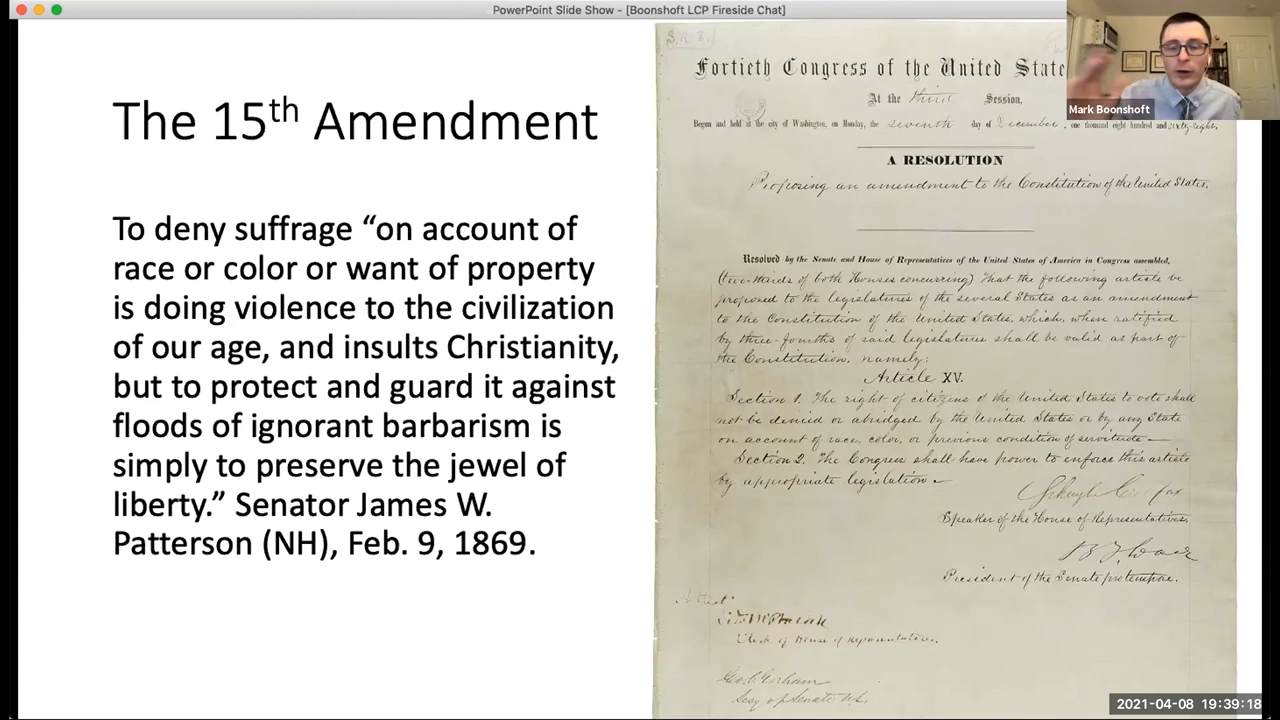 PowerPoint Slide Show - [Boonshoft LCP Fireside Chat]
The 15th Amendment
To deny suffrage “on account of
race or color or want of property
is doing violence to the civilization
of our age, and insults Christianity,
but to protect and guard it against
floods of ignorant barbarism is
simply to preserve the jewel of
liberty.” Senator James W.
Patterson (NH), Feb. 9, 1869.
S.R.8.
Fortieth Congress of the United State
At the third Session,
Begun and held at the city of Washington, on Monday, the seventh day of December, one thousand eight hundred and sixty-eight.
A RESOLUTION
Proposing an amendment to the Constitution of the United States.
Resolved by the Senate and House of Representatives of the United States of America in Congress assembled,
(two-thirds of both Houses concurring) That the following article be
proposed to the legislatures of the several States as an amendment
to the Constitution of the United States, which, when ratified
by three-fourths of said legislatures shall be valid as part of
the Constitution, namely:
Article XV.
Section 1. The right of citizens of the United States to vote shall
not be denied or abridged by the United States or by any State
on account of race, color, or previous condition of servitude—
Section 2. The Congress shall have power to enforce this article
by appropriate legislation—
Schuyler Colfax
Speaker of the House of Representatives.
B F Wade
President of the Senate pro tempore.
Attest:
Clerk of House of Representatives.
Geo. C. Gorham
Secy of Senate U.S.
Mark Boonshoft
2021-04-08 19:39:18